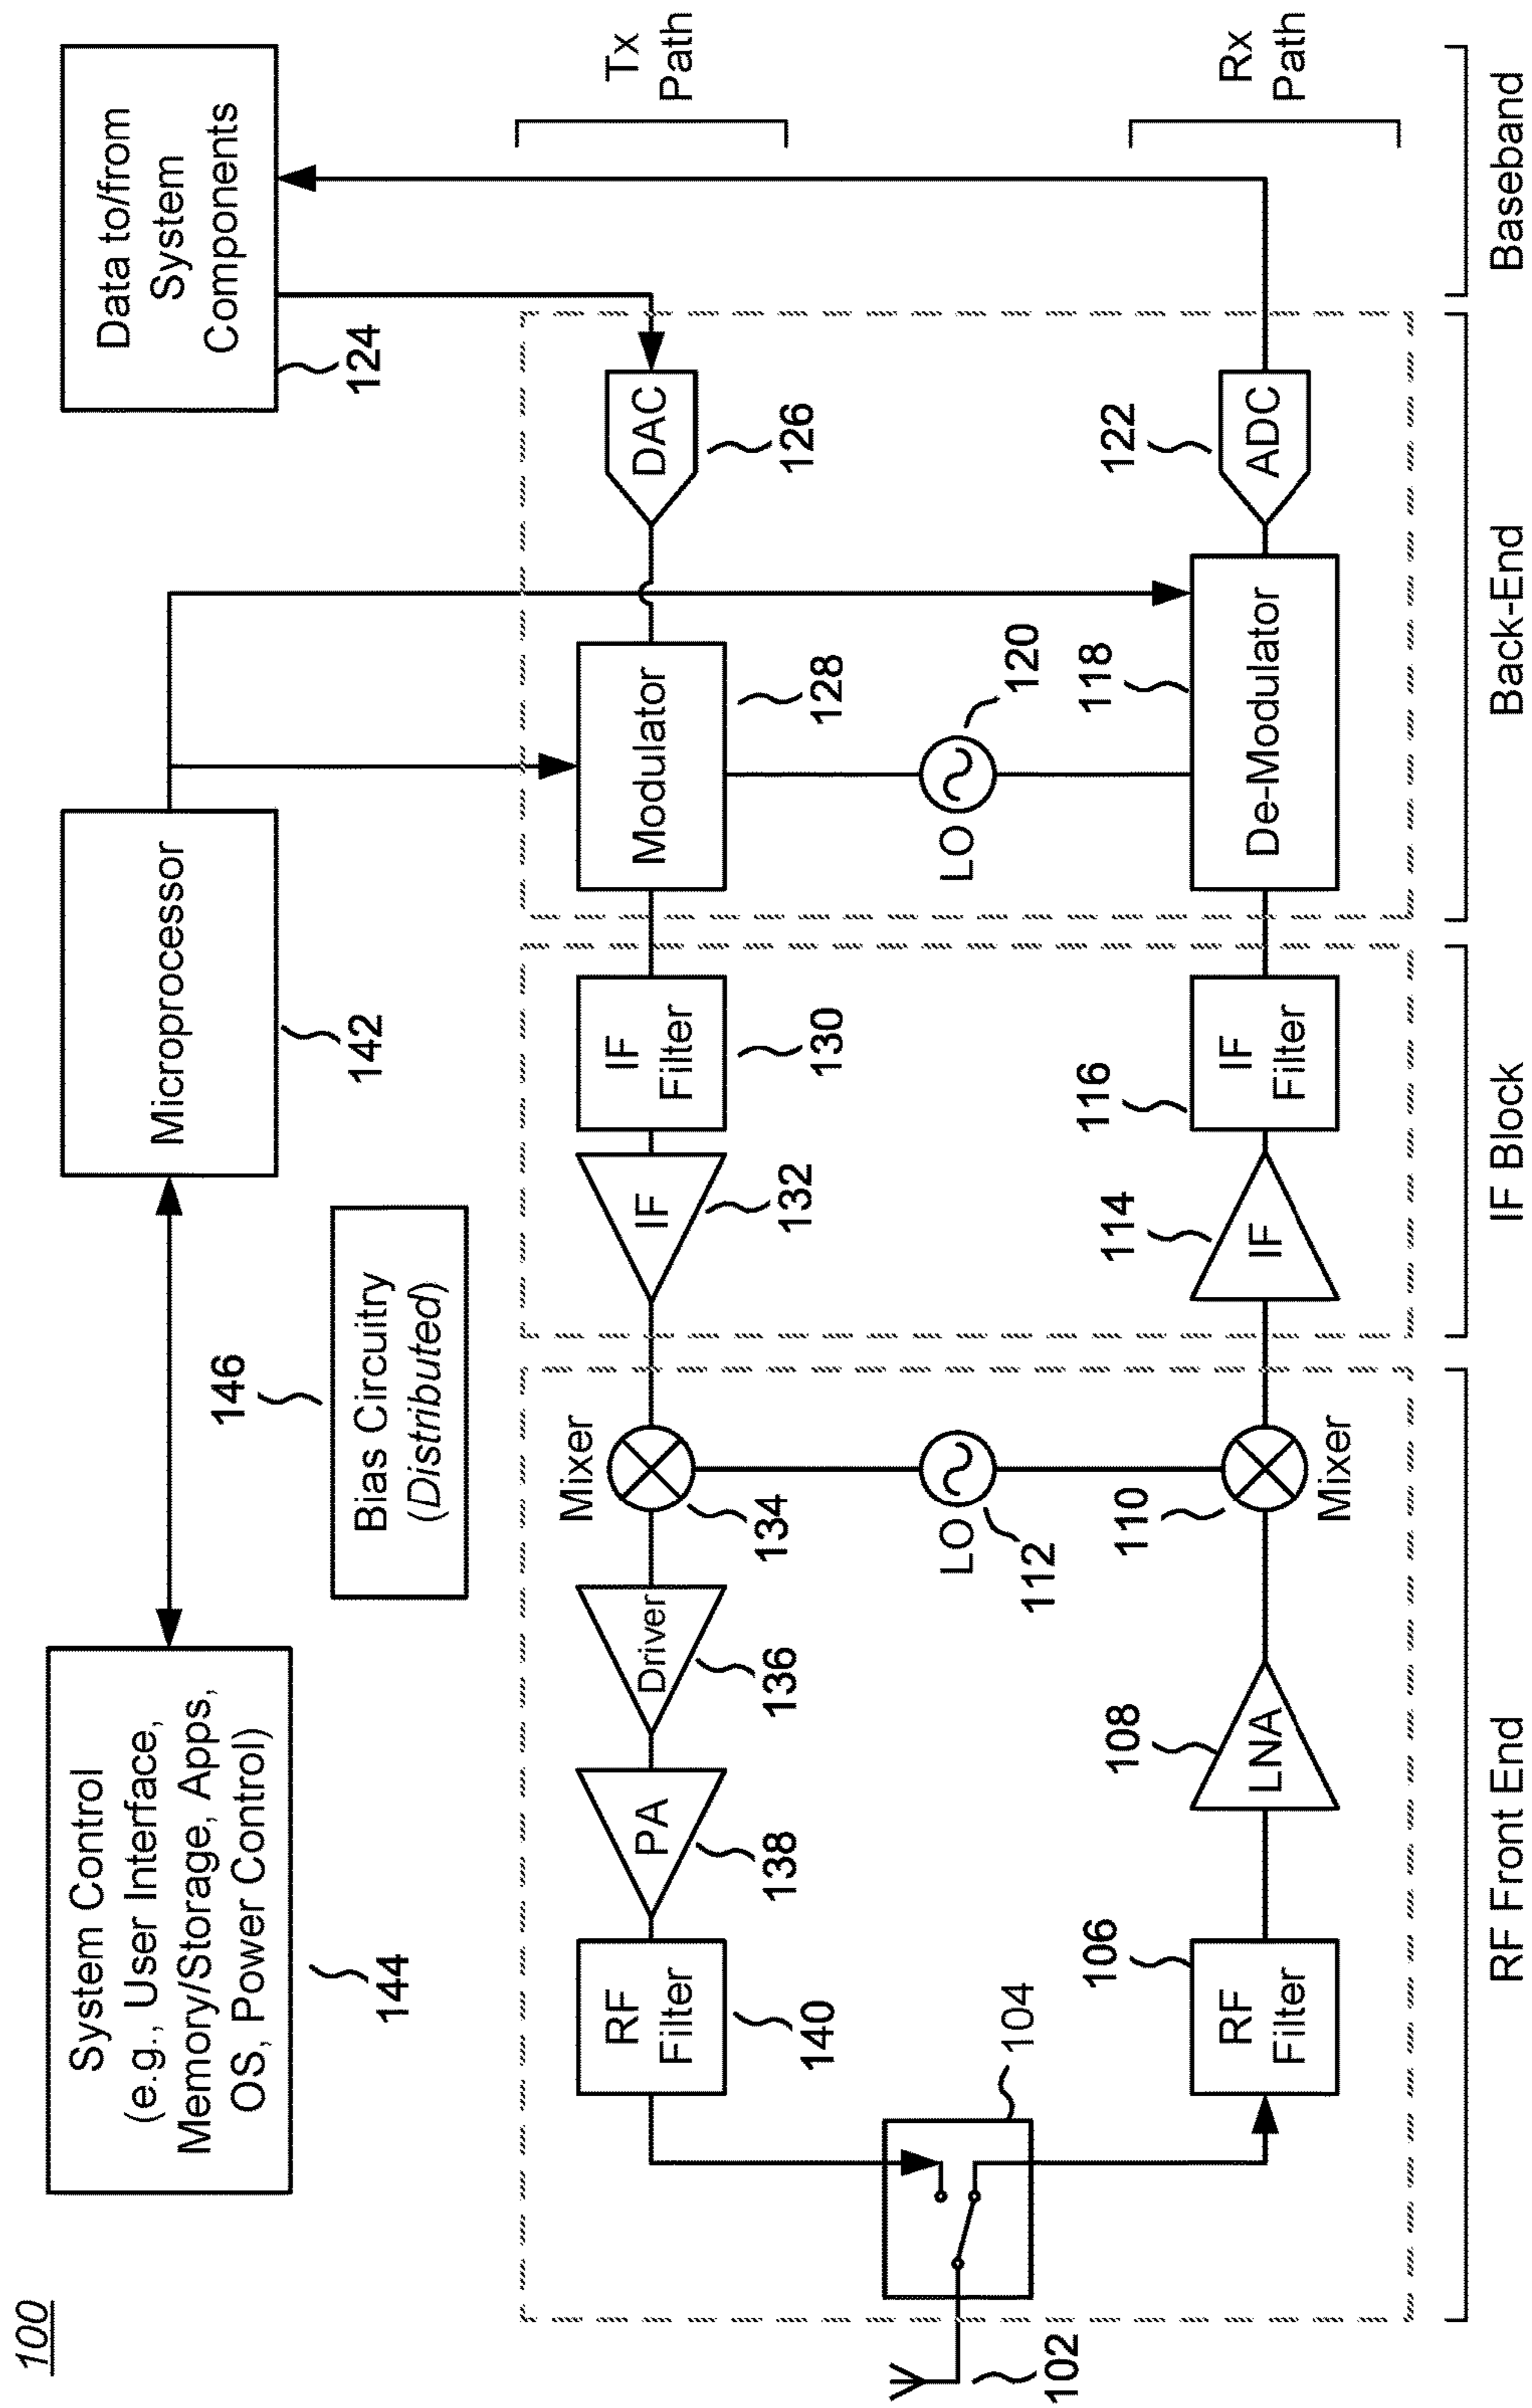 100
System Control
(e.g., User Interface,
Memory/Storage, Apps,
OS, Power Control)
144
Microprocessor
142
Data to/from
System
Components
124
146
Bias Circuitry
(Distributed)
Tx
Path
RF
Filter
140
PA
138
Driver
136
Mixer
134
IF
132
IF
Filter
130
Modulator
128
DAC
126
102
104
LO
112
LO
120
Rx
Path
106
RF
Filter
108
LNA
110
Mixer
114
IF
116
IF
Filter
118
De-Modulator
122
ADC
RF Front End
IF Block
Back-End
Baseband